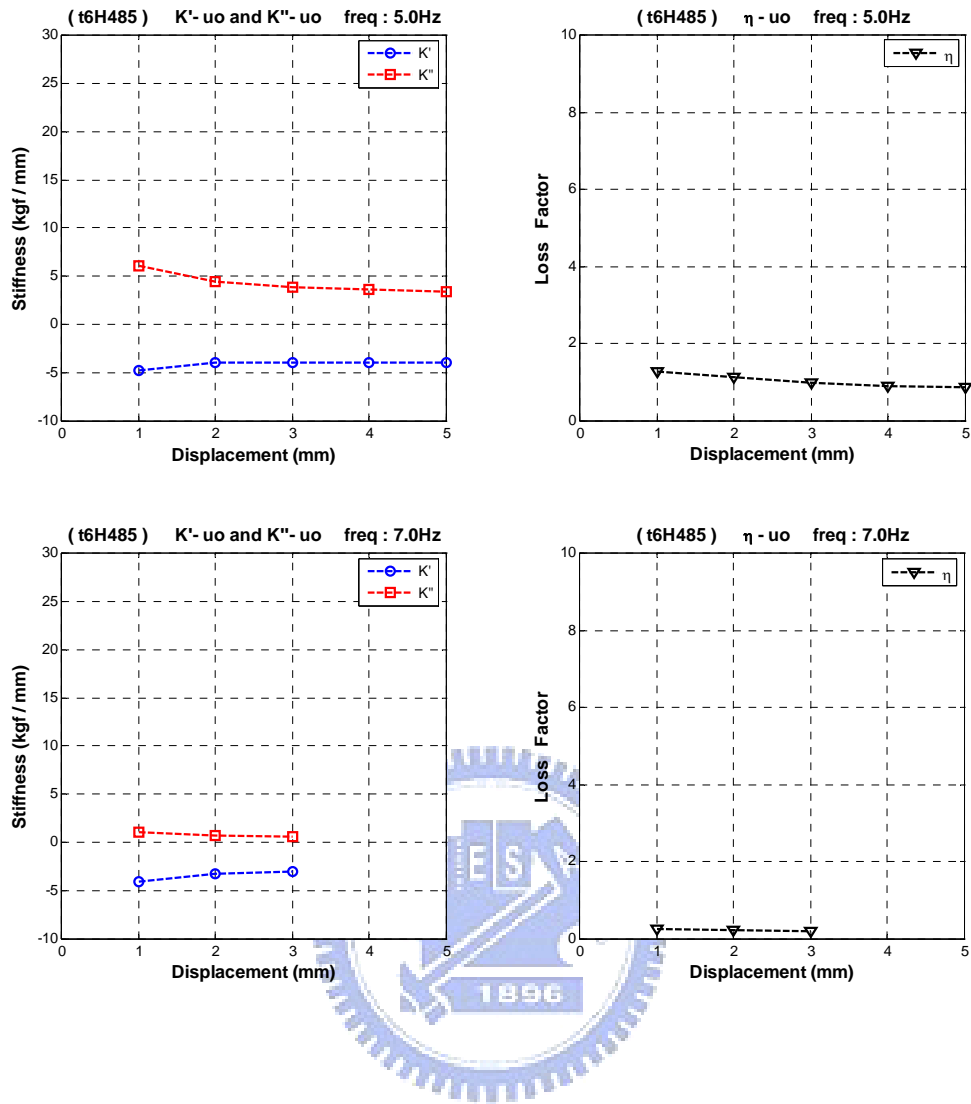 ( t6H485 ) K'- uo and K''- uo freq : 5.0Hz
30
25
20
15
10
5
0
-5
-10
Stiffness (kgf / mm)
0 1 2 3 4 5
Displacement (mm)
K'
K''
( t6H485 ) η - uo freq : 5.0Hz
10
8
6
4
2
0
Loss Factor
0 1 2 3 4 5
Displacement (mm)
η
( t6H485 ) K'- uo and K''- uo freq : 7.0Hz
30
25
20
15
10
5
0
-5
-10
Stiffness (kgf / mm)
0 1 2 3 4 5
Displacement (mm)
K'
K''
( t6H485 ) η - uo freq : 7.0Hz
10
8
6
4
2
0
Loss Factor
0 1 2 3 4 5
Displacement (mm)
η
ES
1896